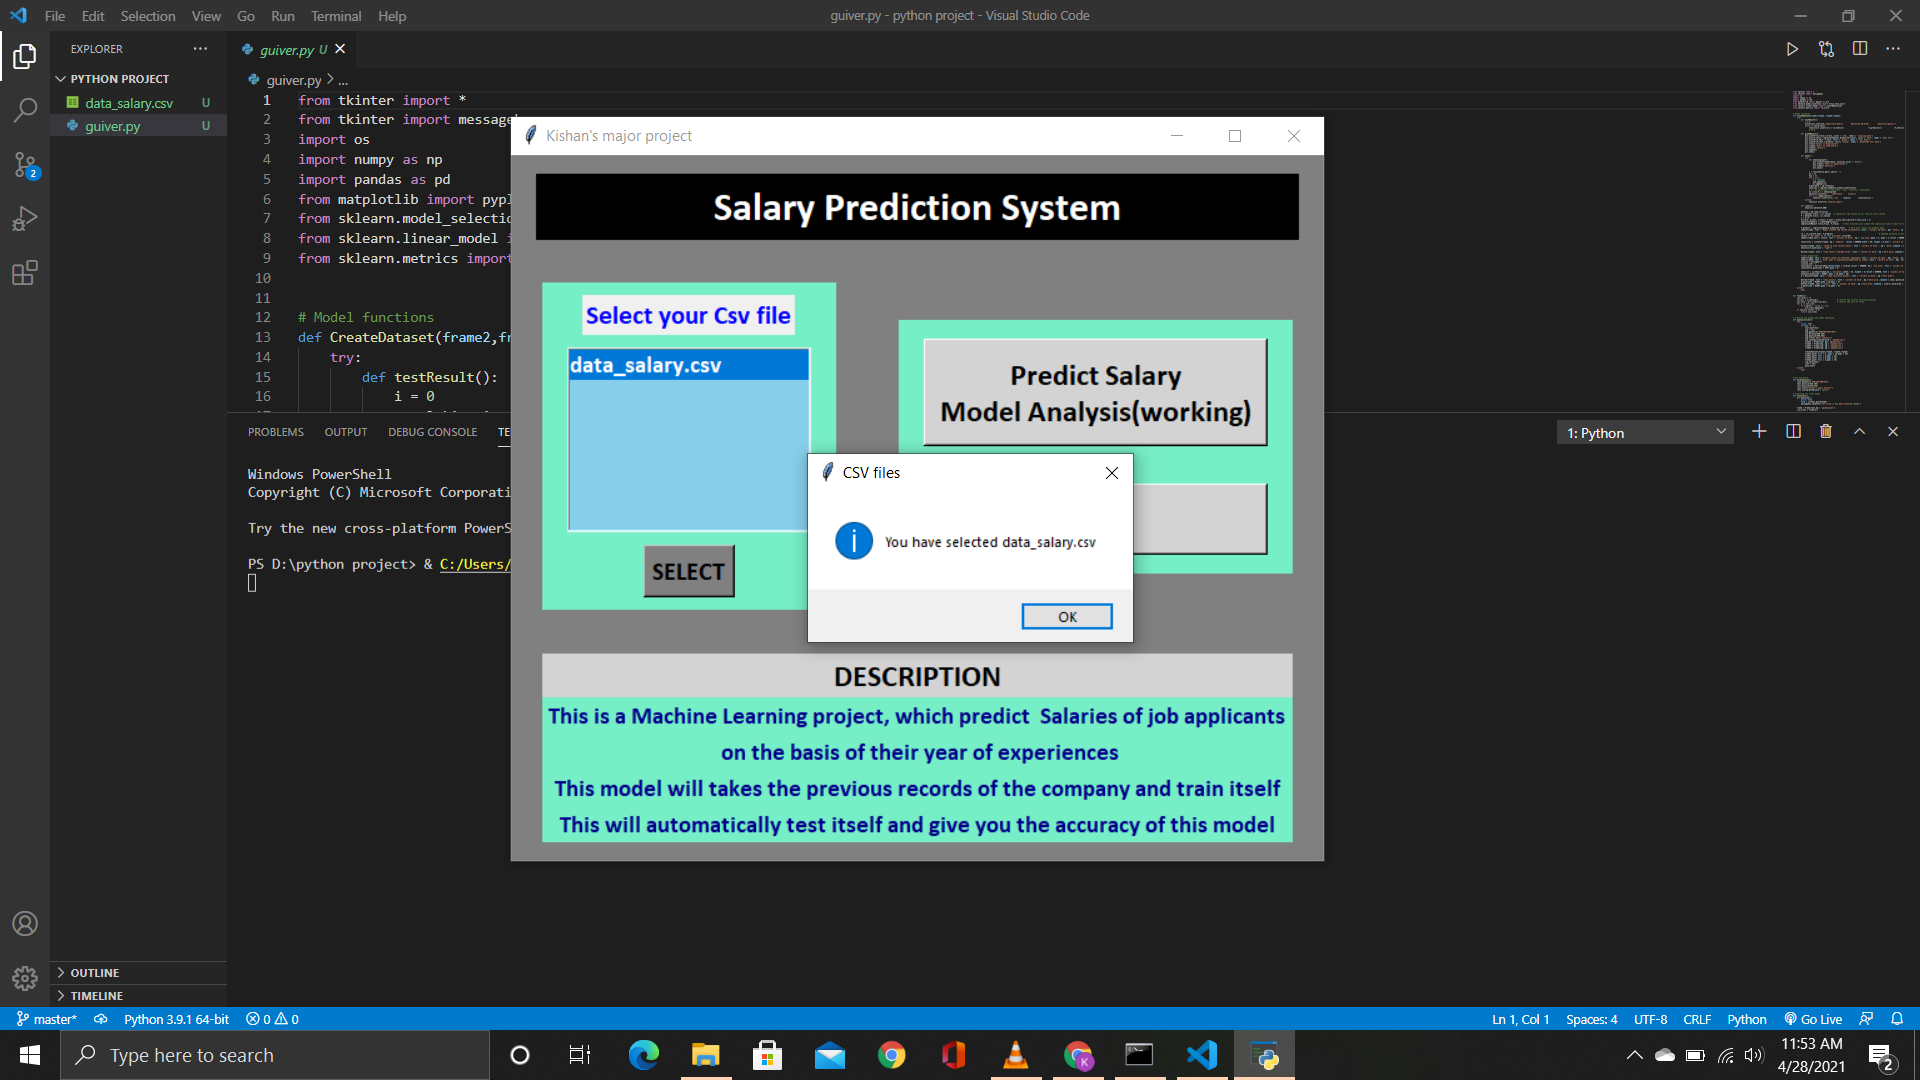 File Edit Selection View Go Run Terminal Help
guiver.py - python project - Visual Studio Code
EXPLORER
PYTHON PROJECT
data_salary.csv U
guiver.py U
guiver.py U
guiver.py > ...
1 from tkinter import *
2 from tkinter import message
3 import os
4 import numpy as np
5 import pandas as pd
6 from matplotlib import pypl
7 from sklearn.model_selectio
8 from sklearn.linear_model i
9 from sklearn.metrics import
10
11
12 # Model functions
13 def CreateDataset(frame2,fr
14 try:
15 def testResult():
16 i = 0
PROBLEMS OUTPUT DEBUG CONSOLE TE
1: Python
Windows PowerShell
Copyright (C) Microsoft Corporati
Try the new cross-platform PowerS
PS D:\python project> & C:/Users/
Kishan's major project
Salary Prediction System
Select your Csv file
data_salary.csv
SELECT
Predict Salary
Model Analysis(working)
CSV files
You have selected data_salary.csv
OK
DESCRIPTION
This is a Machine Learning project, which predict Salaries of job applicants
on the basis of their year of experiences
This model will takes the previous records of the company and train itself
This will automatically test itself and give you the accuracy of this model
OUTLINE
TIMELINE
2
master* Python 3.9.1 64-bit 0 0
Ln 1, Col 1 Spaces: 4 UTF-8 CRLF Python Go Live
Type here to search
K
11:53 AM
4/28/2021
2